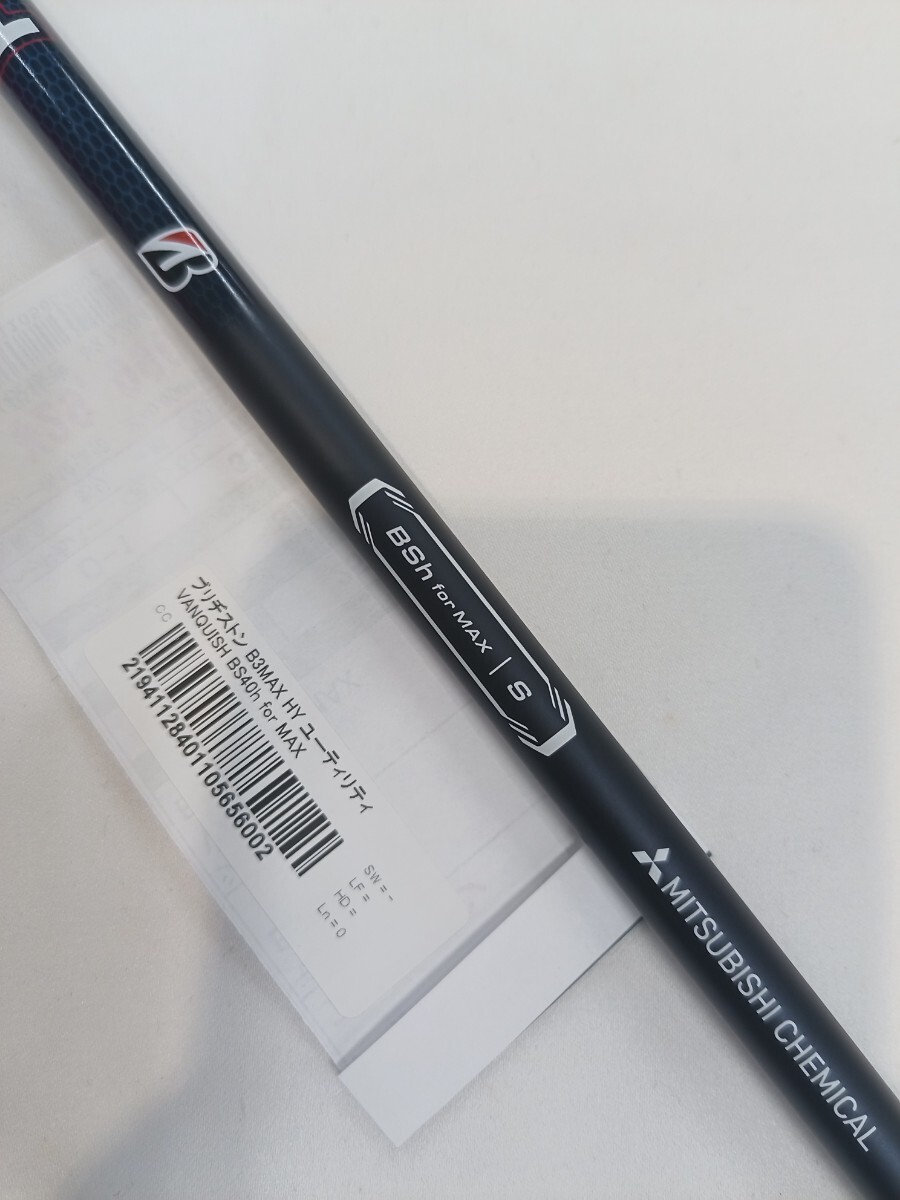 B
BSh for MAX | S
MITSUBISHI CHEMICAL
ブリヂストン B3MAX HY ユーティリティ
VANQUISH BS40h for MAX
CC
21941128401105656002
SW = -
LF =
HD =
Ln = 0